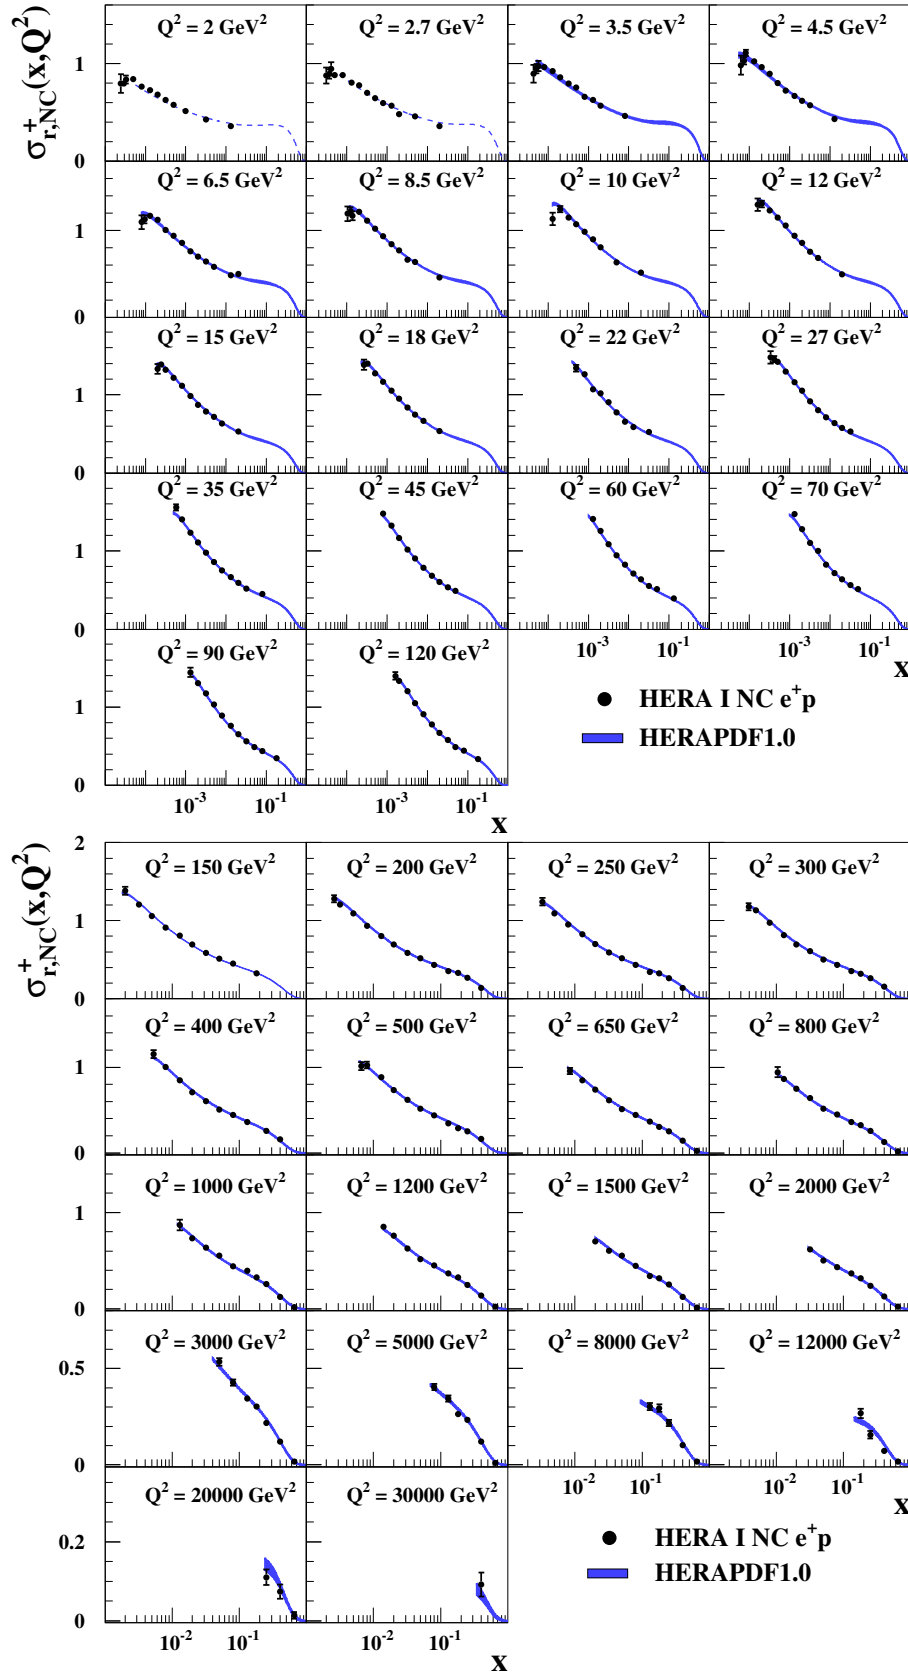 σ⁺r,NC(x,Q²)
Q² = 2 GeV²
Q² = 2.7 GeV²
Q² = 3.5 GeV²
Q² = 4.5 GeV²
1
0
Q² = 6.5 GeV²
Q² = 8.5 GeV²
Q² = 10 GeV²
Q² = 12 GeV²
1
0
Q² = 15 GeV²
Q² = 18 GeV²
Q² = 22 GeV²
Q² = 27 GeV²
1
0
Q² = 35 GeV²
Q² = 45 GeV²
Q² = 60 GeV²
Q² = 70 GeV²
1
0
10⁻³ 10⁻¹ 10⁻³ 10⁻¹
x
Q² = 90 GeV²
Q² = 120 GeV²
1
0
10⁻³ 10⁻¹ 10⁻³ 10⁻¹
x
HERA I NC e⁺p
HERAPDF1.0
σ⁺r,NC(x,Q²)
2
Q² = 150 GeV²
Q² = 200 GeV²
Q² = 250 GeV²
Q² = 300 GeV²
1
0
Q² = 400 GeV²
Q² = 500 GeV²
Q² = 650 GeV²
Q² = 800 GeV²
1
0
Q² = 1000 GeV²
Q² = 1200 GeV²
Q² = 1500 GeV²
Q² = 2000 GeV²
1
0
Q² = 3000 GeV²
Q² = 5000 GeV²
Q² = 8000 GeV²
Q² = 12000 GeV²
0.5
0
10⁻² 10⁻¹ 10⁻² 10⁻¹
x
Q² = 20000 GeV²
Q² = 30000 GeV²
0.2
0
10⁻² 10⁻¹ 10⁻² 10⁻¹
x
HERA I NC e⁺p
HERAPDF1.0